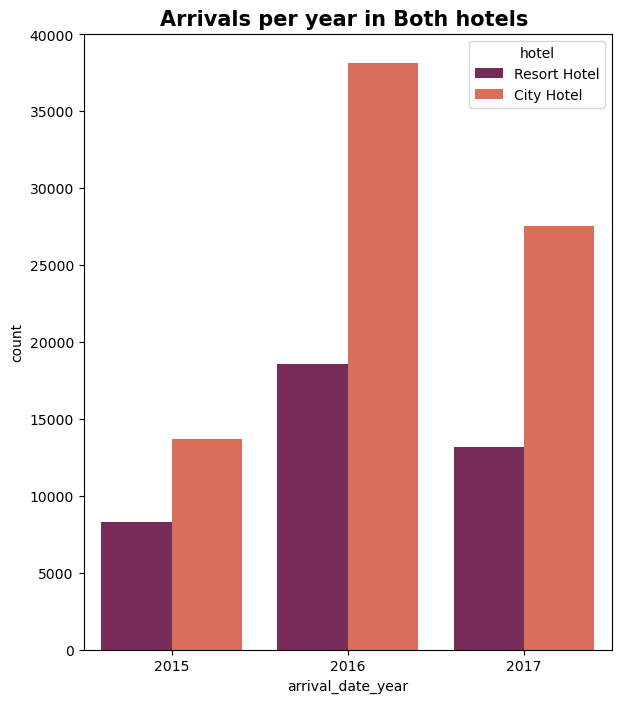 Arrivals per year in Both hotels
40000
35000
30000
25000
20000
15000
10000
5000
0
count
hotel
Resort Hotel
City Hotel
2015 2016 2017
arrival_date_year